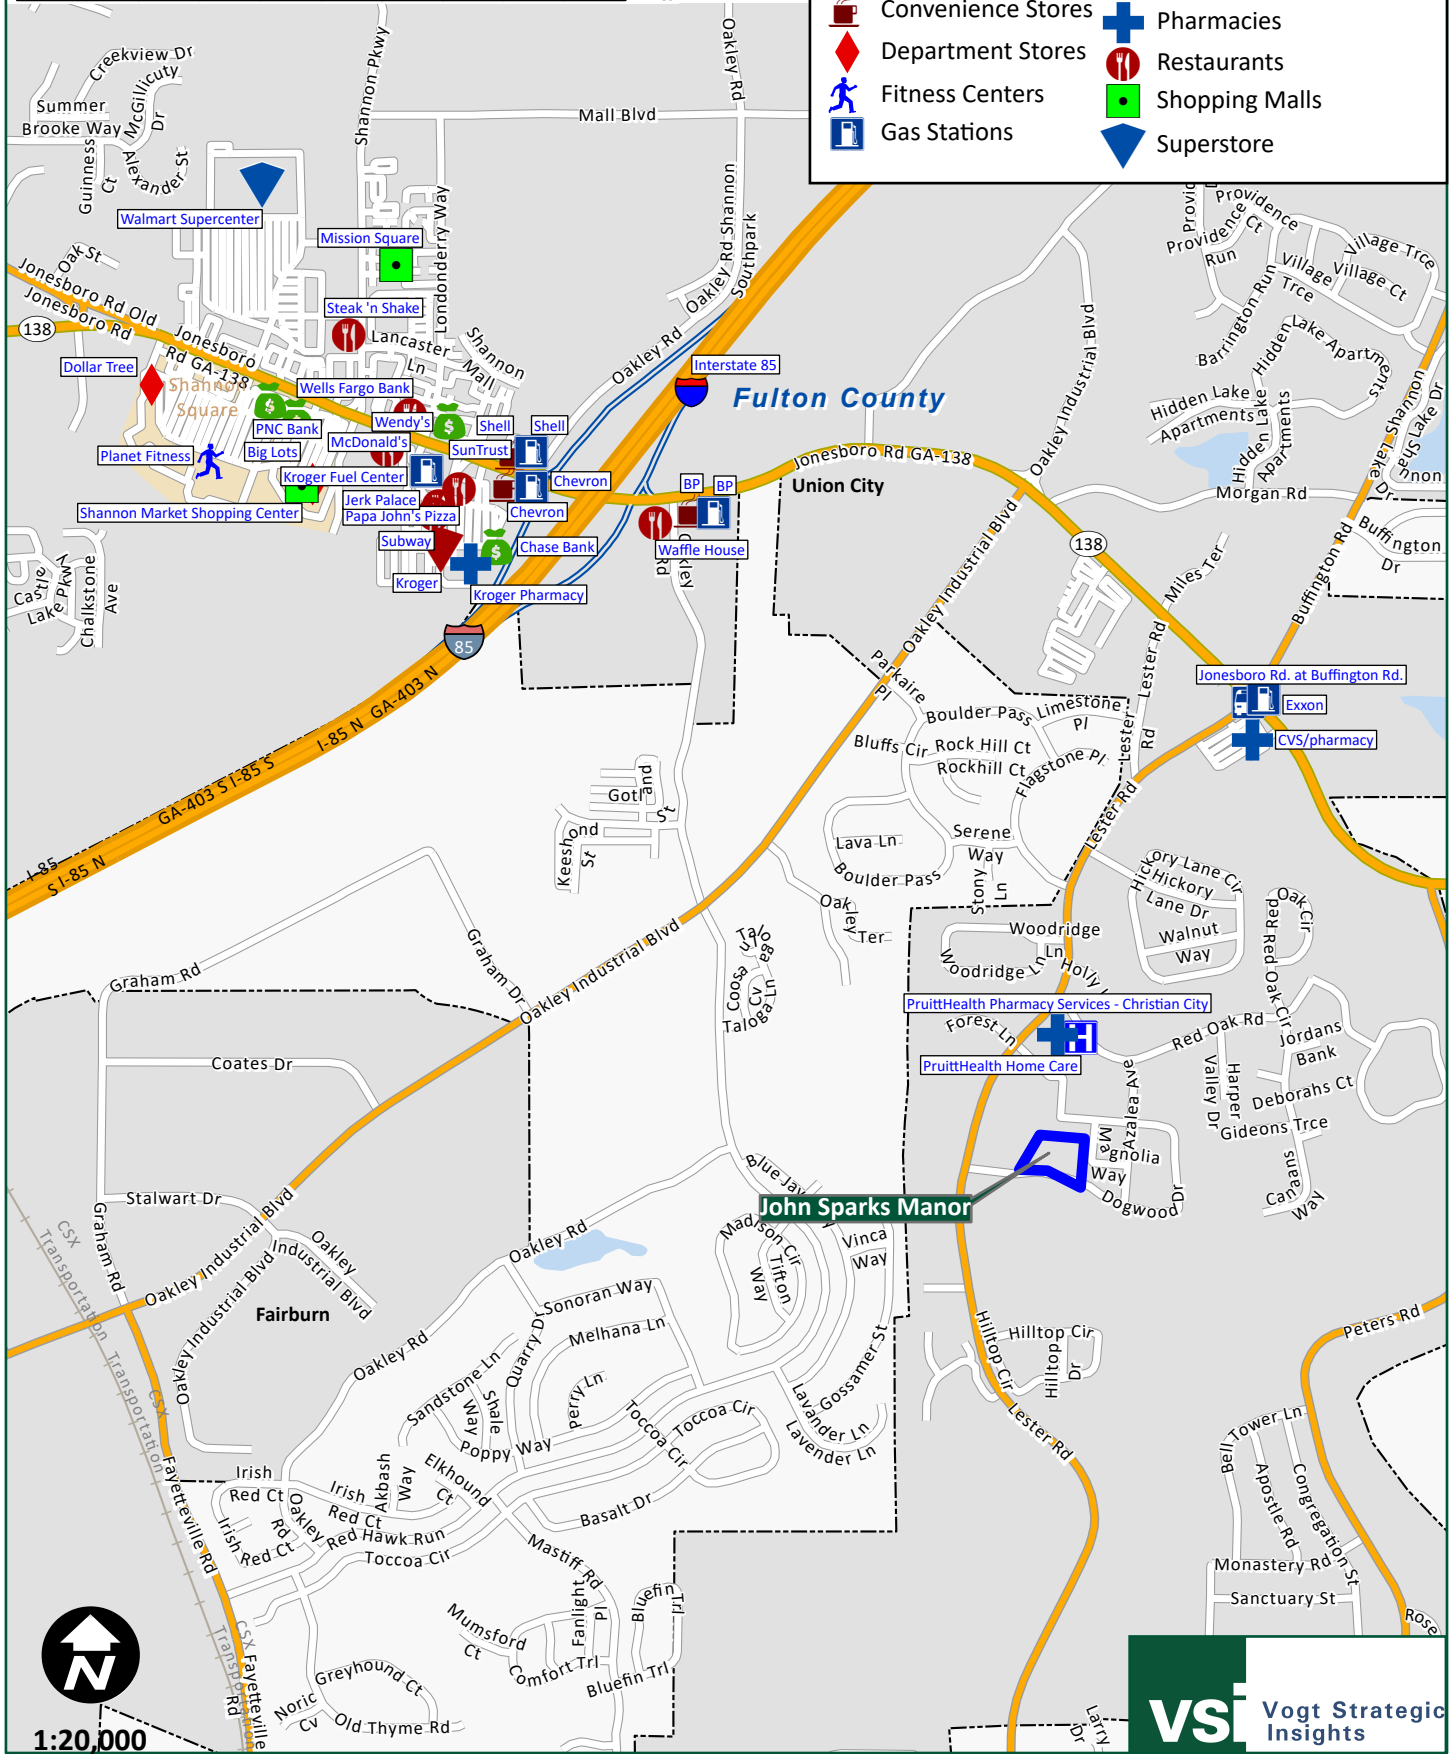 Convenience Stores
Department Stores
Fitness Centers
Gas Stations
Pharmacies
Restaurants
Shopping Malls
Superstore
Creekview Dr
McGillicuty
Dr
Summer
Brooke Way
Guinness
Ct
Alexander St
Shannon Pkwy
Mall Blvd
Oakley Rd
Walmart Supercenter
Mission Square
Londonderry Way
Oakley Rd Shannon
Southpark
Oak St
Jonesboro Rd Old
Jonesboro Rd
138
Jonesboro
Rd GA-138
Steak 'n Shake
Lancaster
Ln
Shannon
Mall
Oakley Rd
Interstate 85
Fulton County
Dollar Tree
Shannon
Square
Wells Fargo Bank
PNC Bank
Wendy's
Shell
Shell
McDonald's
SunTrust
Planet Fitness
Big Lots
Kroger Fuel Center
Chevron
Jerk Palace
Shannon Market Shopping Center
Papa John's Pizza
Chevron
Subway
Chase Bank
Kroger
Kroger Pharmacy
BP
BP
Waffle House
Rd
Jonesboro Rd GA-138
Union City
Oakley Industrial Blvd
Providence
Ct
Providence
Run
Village Trce
Village
Trce
Village Ct
Barrington Run
Hidden
Lake Apartments
Hidden Lake
Apartments
Hidden Lake
Apartments
Morgan Rd
Buffington
Dr
Buffington Rd
138
Miles Ter
Lester Rd
Castle
Lake Pkwy
Chalkstone
Ave
85
I-85 N GA-403 N
GA-403 S I-85 S
I-85
S I-85 N
Oakley Industrial Blvd
Parkaire
Pl
Boulder Pass
Limestone
Pl
Bluffs Cir
Rock Hill Ct
Rockhill Ct
Flagstone Pl
Lester
Rd
Jonesboro Rd. at Buffington Rd.
Exxon
CVS/pharmacy
Gotland
St
Keeshond
St
Lava Ln
Serene
Way
Boulder Pass
Stony
Ln
Lester Rd
Hickory Lane Cir
Hickory
Lane Dr
Walnut
Way
Oak Cir
Red
Red Oak Cir
Oakley
Ter
Woodridge
Ln
Woodridge Ln
Graham Rd
Graham Dr
Oakley Industrial Blvd
Coosa
Cv
Taloga Ln
Taloga
PruittHealth Pharmacy Services - Christian City
Forest Ln
PruittHealth Home Care
Red Oak Rd
Jordans
Bank
Valley Dr
Harper
Deborahs Ct
Gideons Trce
Canaans
Way
Azalea Ave
Magnolia
Way
Dogwood
Dr
Coates Dr
Stalwart Dr
Graham Rd
CSX
Transportation
Oakley Industrial Blvd
Oakley
Industrial Blvd
Oakley Industrial Blvd
Fairburn
Transportation
CSX
Oakley Rd
Blue Jay
John Sparks Manor
Madison Cir
Tifton
Way
Vinca
Way
Sonoran Way
Melhana Ln
Quarry Dr
Oakley Rd
Sandstone Ln
Shale
Way
Perry Ln
Poppy Way
Toccoa Cir
Toccoa Cir
Lavander Ln
Lavender Ln
Gossamer St
Hilltop Cir
Hilltop Cir
Hilltop
Dr
Lester Rd
Peters Rd
Bell Tower Ln
Apostle Rd
Congregation St
Monastery Rd
Sanctuary St
Rose
Fayetteville Rd
Irish
Red Ct
Irish
Red Ct
Oakley
Rd
Irish
Red Ct
Akbash
Way
Elkhound
Ct
Red Hawk Run
Toccoa Cir
Basalt Dr
Mastiff Rd
Fanlight
Pl
Bluefin
Trl
Mumsford
Ct
Comfort Trl
Bluefin Trl
Greyhound Ct
Noric
Cv
Old Thyme Rd
CSX
Transportation
Fayetteville
Rd
Larry
Dr
N
1:20,000
vsi
Vogt Strategic
Insights